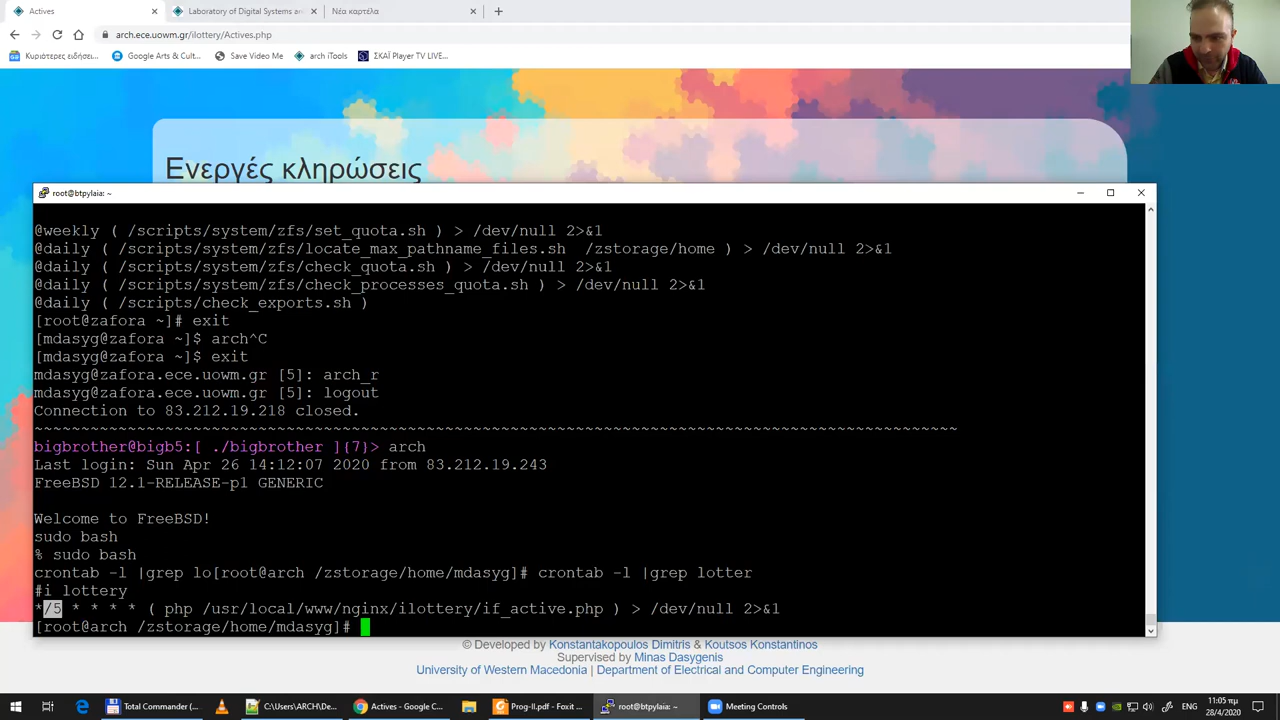 Actives
Laboratory of Digital Systems an
Νέα καρτέλα
arch.ece.uowm.gr/ilottery/Actives.php
Κυριότερες ειδήσει...
Google Arts & Cult...
Save Video Me
arch iTools
ΣΚΑΪ Player TV LIVE...
Ενεργές κληρώσεις
root@btpylaia: ~
@weekly ( /scripts/system/zfs/set_quota.sh ) > /dev/null 2>&1
@daily ( /scripts/system/zfs/locate_max_pathname_files.sh  /zstorage/home ) > /dev/null 2>&1
@daily ( /scripts/system/zfs/check_quota.sh ) > /dev/null 2>&1
@daily ( /scripts/system/zfs/check_processes_quota.sh ) > /dev/null 2>&1
@daily ( /scripts/check_exports.sh )
[root@zafora ~]# exit
[mdasyg@zafora ~]$ arch^C
[mdasyg@zafora ~]$ exit
mdasyg@zafora.ece.uowm.gr [5]: arch_r
mdasyg@zafora.ece.uowm.gr [5]: logout
Connection to 83.212.19.218 closed.
~~~~~~~~~~~~~~~~~~~~~~~~~~~~~~~~~~~~~~~~~~~~~~~~~~~~~~~~~~~~~~~~~~~~~~~~~~~~~~~~~~~~~~~~~~~~~~~~~~~
bigbrother@bigb5:[ ./bigbrother ]{7}> arch
Last login: Sun Apr 26 14:12:07 2020 from 83.212.19.243
FreeBSD 12.1-RELEASE-p1 GENERIC
Welcome to FreeBSD!
sudo bash
% sudo bash
crontab -l |grep lo[root@arch /zstorage/home/mdasyg]# crontab -l |grep lotter
#i lottery
*/5 * * * * ( php /usr/local/www/nginx/ilottery/if_active.php ) > /dev/null 2>&1
[root@arch /zstorage/home/mdasyg]#
© Developed by Konstantakopoulos Dimitris & Koutsos Konstantinos
Supervised by Minas Dasygenis
University of Western Macedonia | Department of Electrical and Computer Engineering
Total Commander (...
C:\Users\ARCH\De...
Actives - Google C...
Prog-II.pdf - Foxit ...
root@btpylaia: ~
Meeting Controls
11:05 πμ
28/4/2020